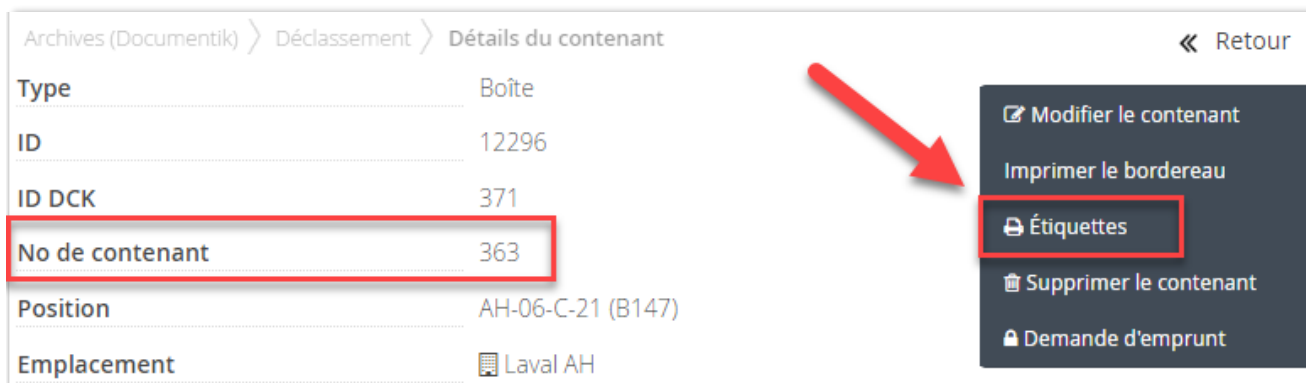 Archives (Documentik) 〉 Déclassement 〉 Détails du contenant
« Retour
Type Boîte
ID 12296
ID DCK 371
No de contenant 363
Position AH-06-C-21 (B147)
Emplacement Laval AH
Modifier le contenant
Imprimer le bordereau
Étiquettes
Supprimer le contenant
Demande d'emprunt